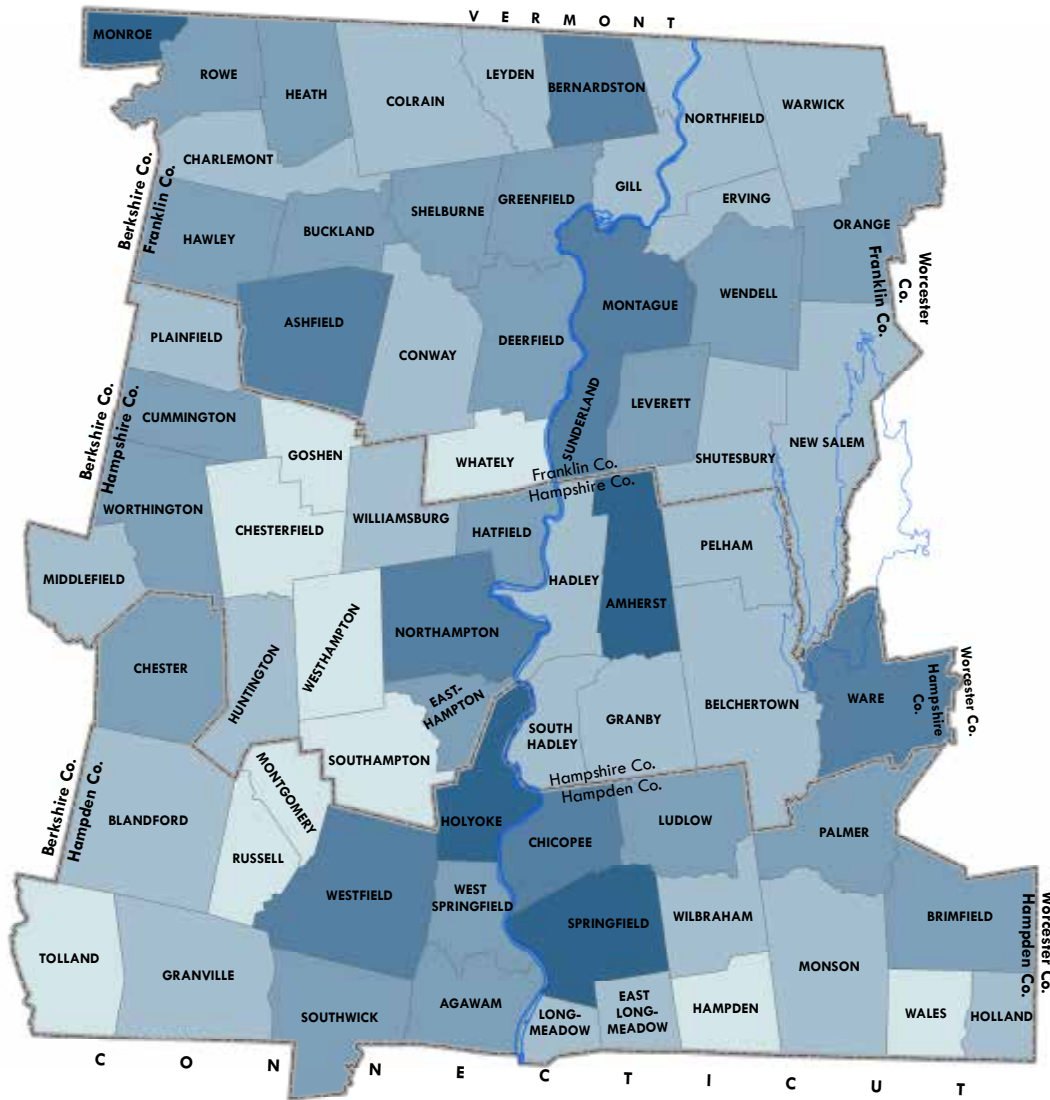 V E R M O N T
MONROE
ROWE
HEATH
COLRAIN
LEYDEN
BERNARDSTON
NORTHFIELD
WARWICK
CHARLEMONT
GILL
ERVING
Berkshire Co.
Franklin Co.
HAWLEY
BUCKLAND
SHELBURNE
GREENFIELD
ORANGE
Franklin Co.
Worcester
Co.
PLAINFIELD
ASHFIELD
CONWAY
DEERFIELD
MONTAGUE
WENDELL
Berkshire Co.
Hampshire Co.
CUMMINGTON
GOSHEN
WHATELY
SUNDERLAND
LEVERETT
SHUTESBURY
NEW SALEM
Franklin Co.
Hampshire Co.
WORTHINGTON
CHESTERFIELD
WILLIAMSBURG
HATFIELD
HADLEY
PELHAM
MIDDLEFIELD
AMHERST
CHESTER
HUNTINGTON
WESTHAMPTON
NORTHAMPTON
EAST-
HAMPTON
SOUTH
HADLEY
GRANBY
BELCHERTOWN
WARE
Hampshire
Co.
Worcester Co.
SOUTHAMPTON
Hampshire Co.
Hampden Co.
Berkshire Co.
Hampden Co.
BLANDFORD
MONTGOMERY
RUSSELL
HOLYOKE
CHICOPEE
LUDLOW
PALMER
WESTFIELD
WEST
SPRINGFIELD
SPRINGFIELD
WILBRAHAM
BRIMFIELD
Hampden Co.
Worcester Co.
TOLLAND
GRANVILLE
SOUTHWICK
AGAWAM
LONG-
MEADOW
EAST
LONG-
MEADOW
HAMPDEN
MONSON
WALES
HOLLAND
C O N N E C T I C U T